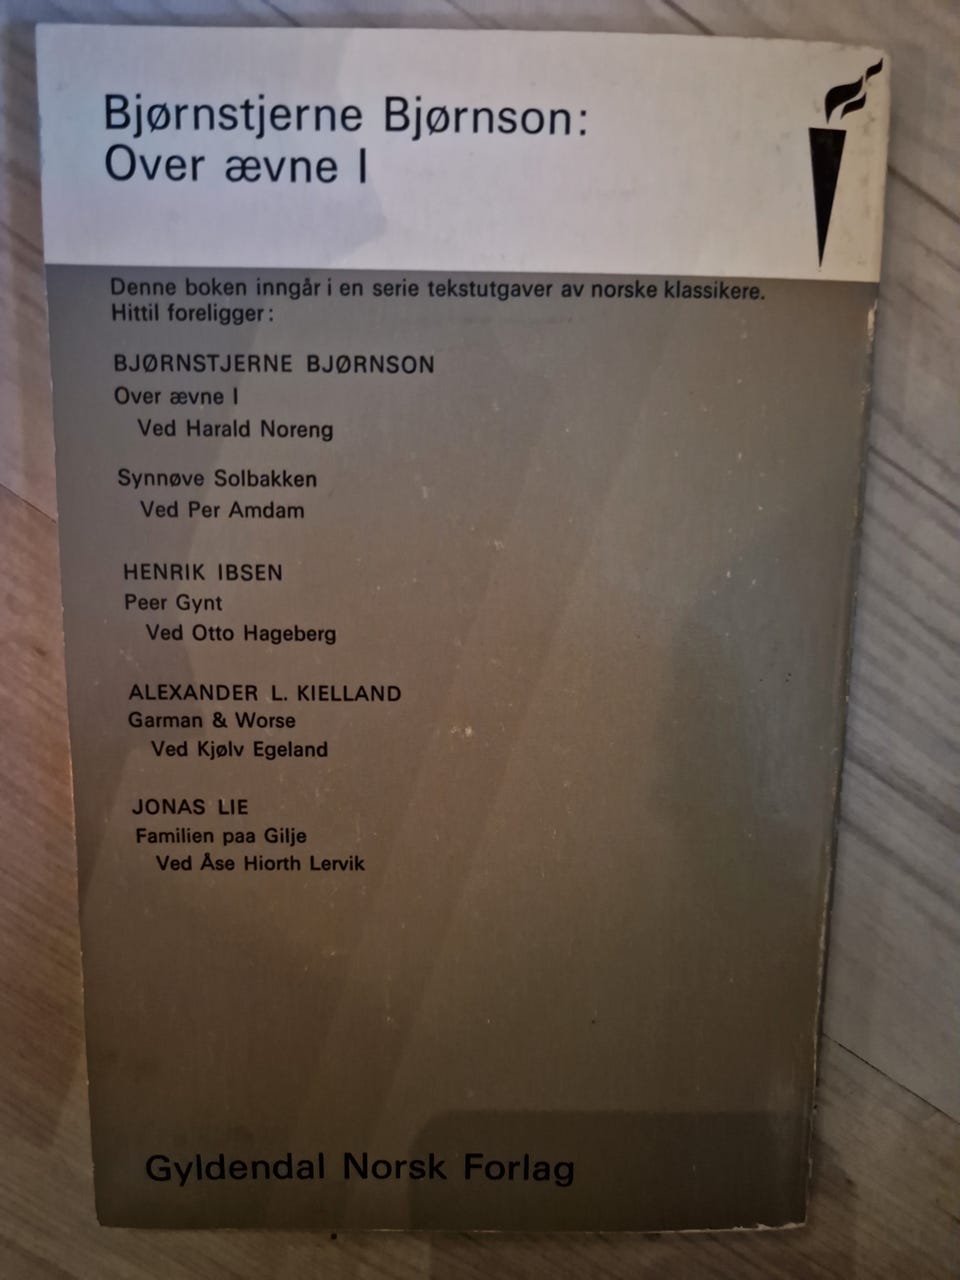 Bjørnstjerne Bjørnson:
Over ævne I
Denne boken inngår i en serie tekstutgaver av norske klassikere.
Hittil foreligger:
BJØRNSTJERNE BJØRNSON
Over ævne I
Ved Harald Noreng
Synnøve Solbakken
Ved Per Amdam
HENRIK IBSEN
Peer Gynt
Ved Otto Hageberg
ALEXANDER L. KIELLAND
Garman & Worse
Ved Kjølv Egeland
JONAS LIE
Familien paa Gilje
Ved Åse Hiorth Lervik
Gyldendal Norsk Forlag